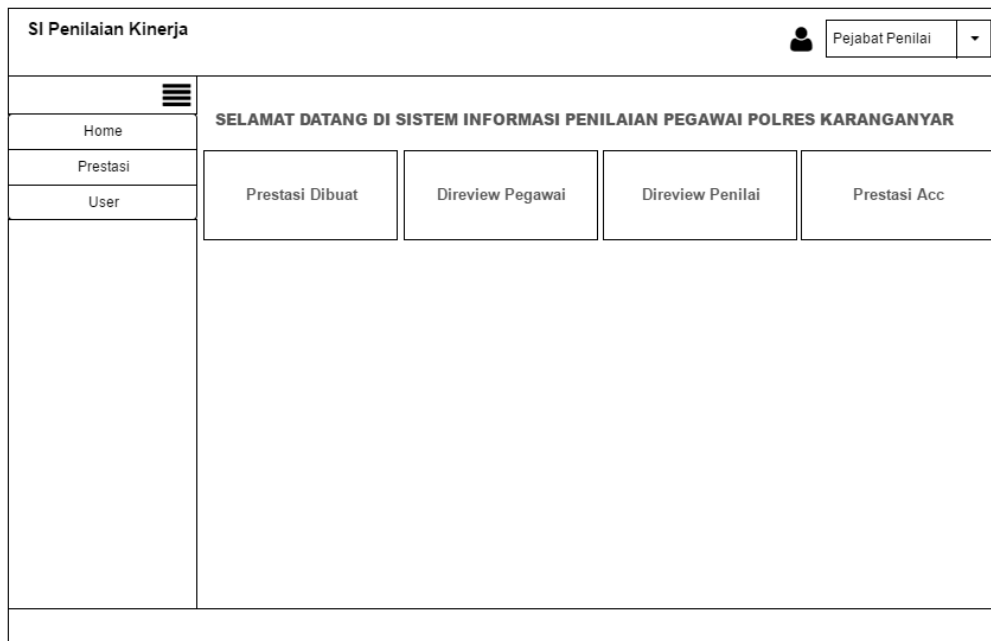 SI Penilaian Kinerja
Pejabat Penilai
Home
Prestasi
User
SELAMAT DATANG DI SISTEM INFORMASI PENILAIAN PEGAWAI POLRES KARANGANYAR
Prestasi Dibuat
Direview Pegawai
Direview Penilai
Prestasi Acc